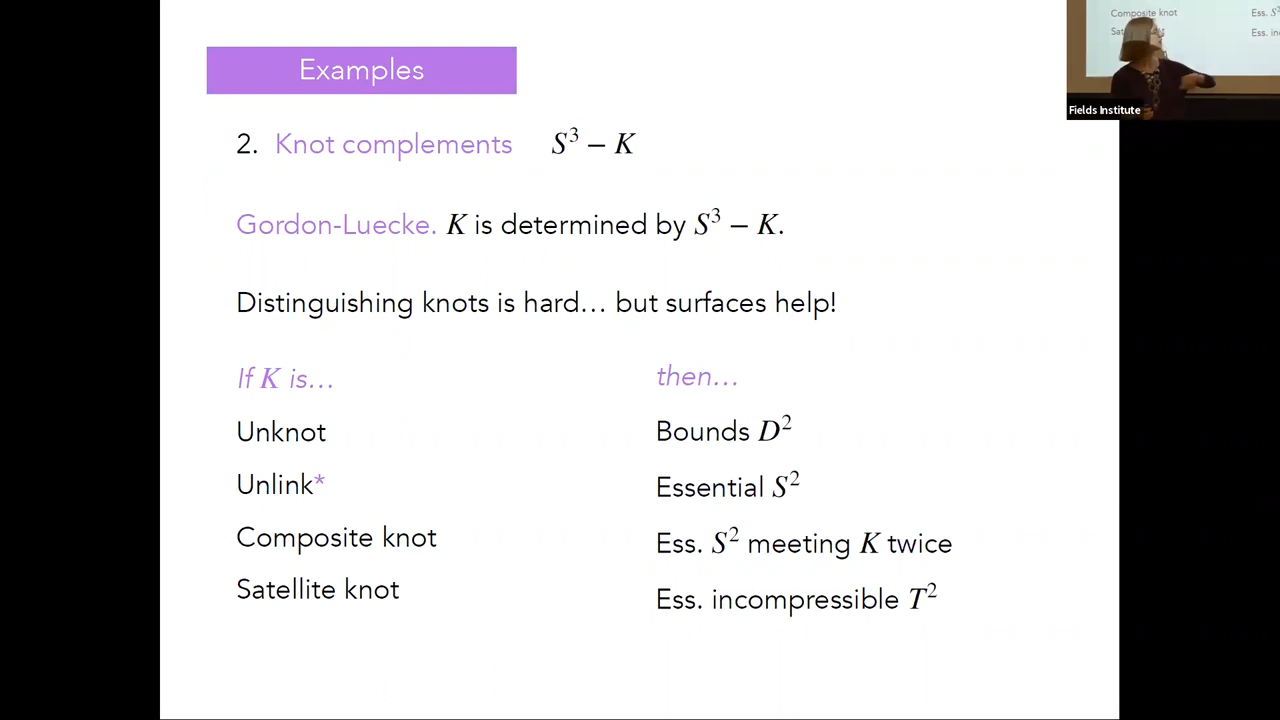 Examples
2. Knot complements S³ – K
Gordon-Luecke. K is determined by S³ – K.
Distinguishing knots is hard... but surfaces help!
If K is... then...
Unknot Bounds D²
Unlink* Essential S²
Composite knot Ess. S² meeting K twice
Satellite knot Ess. incompressible T²
Composite knot Ess. S²
Ess. in
Fields Institute